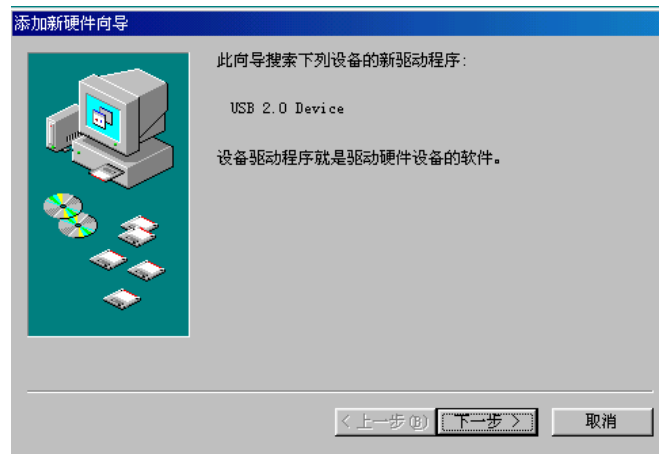 添加新硬件向导
此向导搜索下列设备的新驱动程序:
USB 2.0 Device
设备驱动程序就是驱动硬件设备的软件。
< 上一步(B) 下一步 > 取消